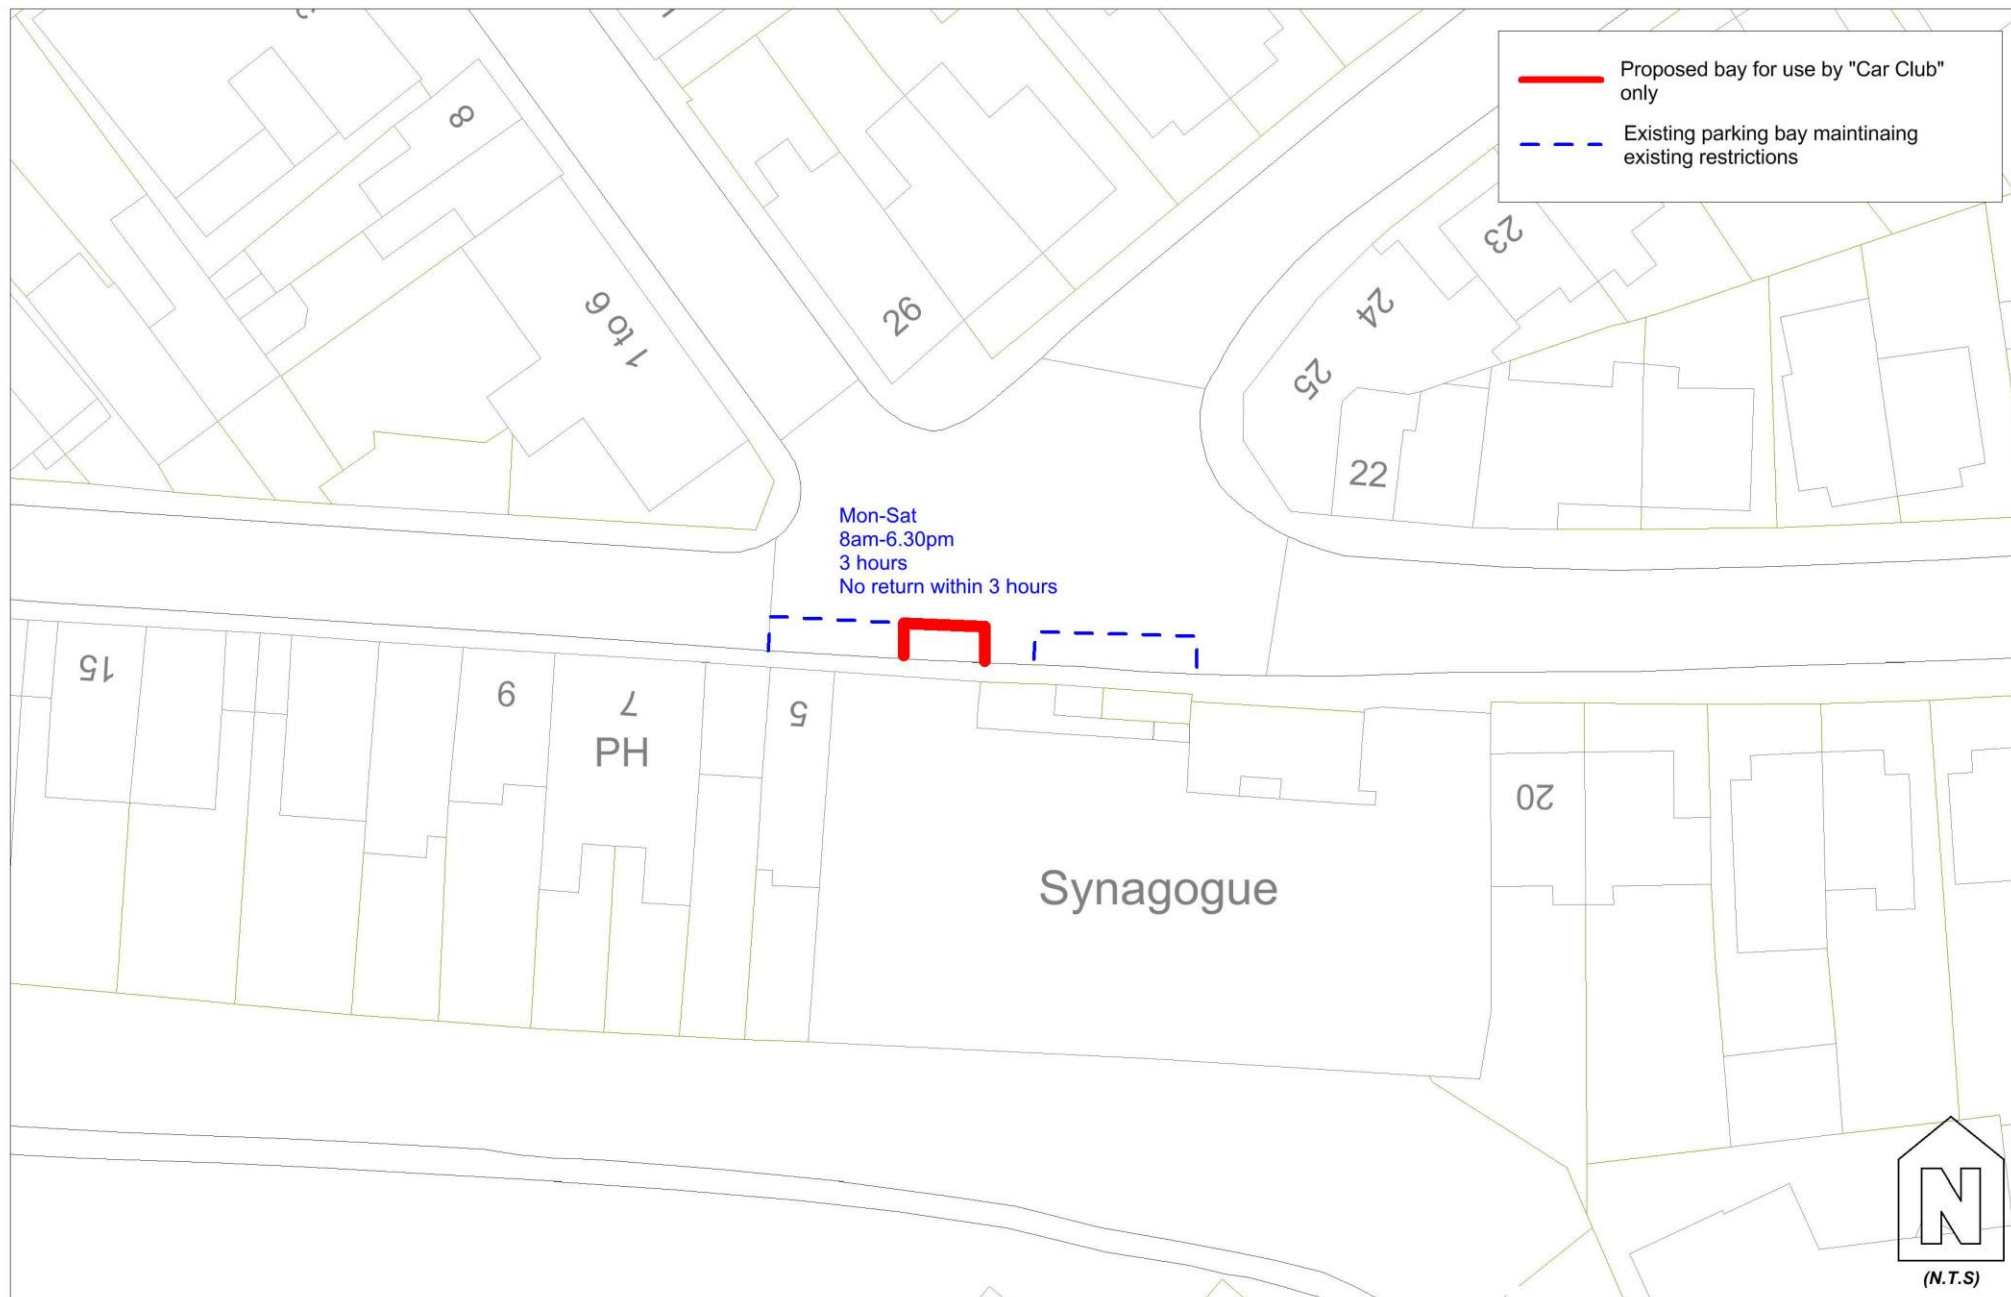 Proposed bay for use by "Car Club"
only
Existing parking bay maintinaing
existing restrictions
8
1 to 6
26
23
24
25
22
Mon-Sat
8am-6.30pm
3 hours
No return within 3 hours
15
9
7
PH
5
20
Synagogue
N
(N.T.S)